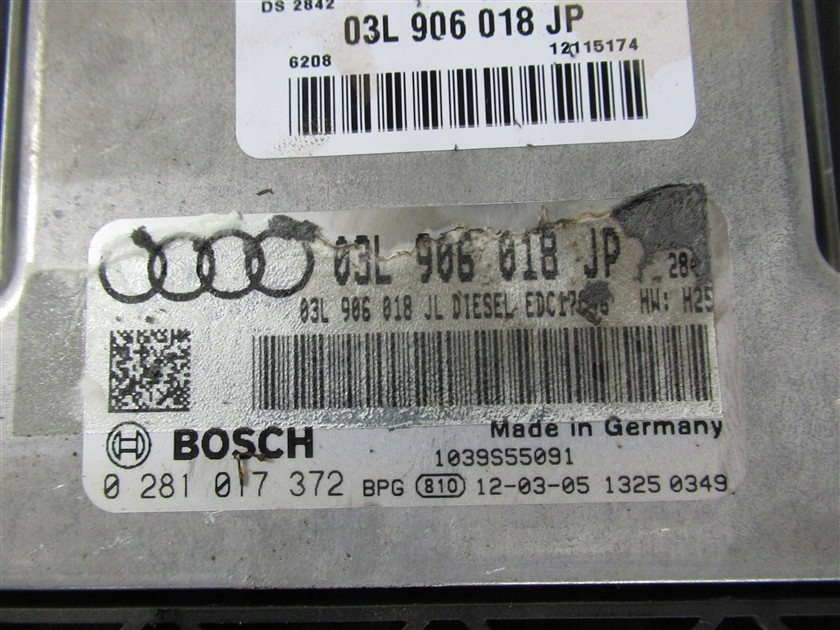 DS 2842
03L 906 018 JP
6208 12115174
03L 906 018 JP
03L 906 018 JL DIESEL HW: H25
BOSCH
Made in Germany
1039S55091
0 281 017 372 BPG 810 12-03-05 1325 0349